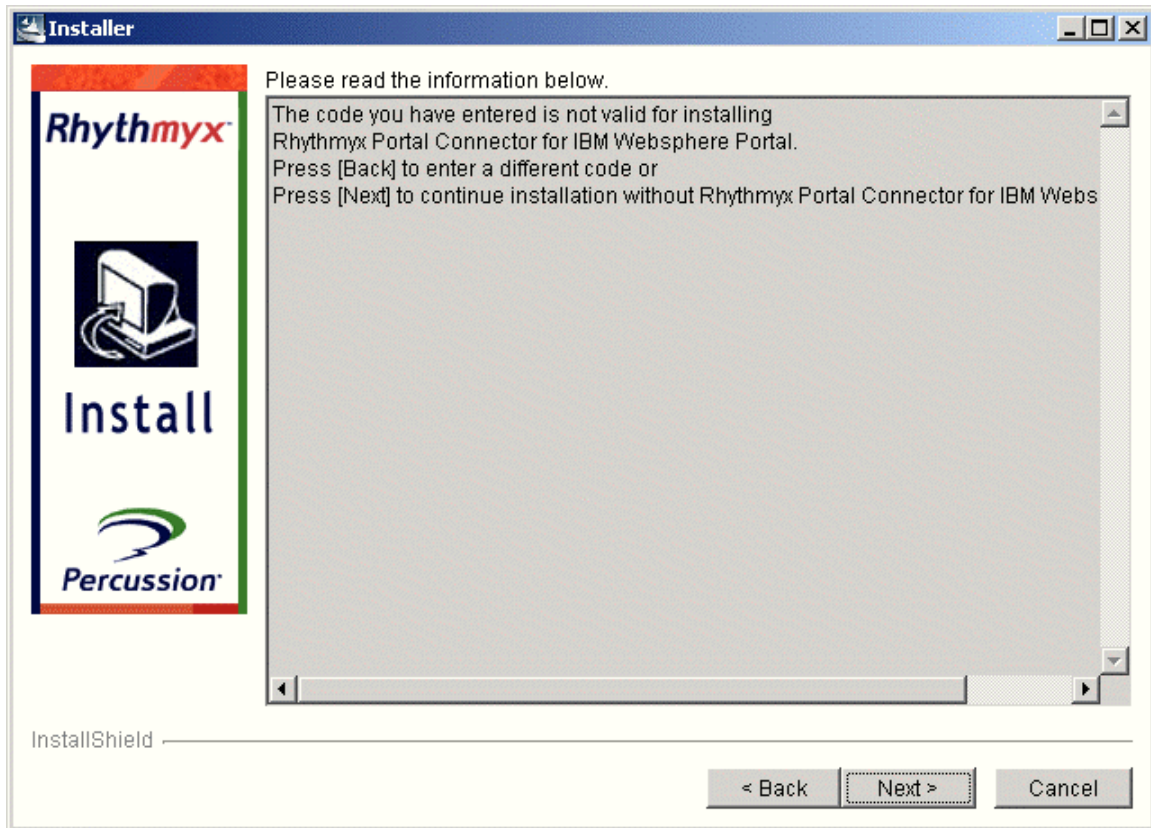 Installer
Please read the information below.
Rhythmyx
The code you have entered is not valid for installing
Rhythmyx Portal Connector for IBM Websphere Portal.
Press [Back] to enter a different code or
Press [Next] to continue installation without Rhythmyx Portal Connector for IBM Webs
Install
Percussion
InstallShield
< Back
Next >
Cancel